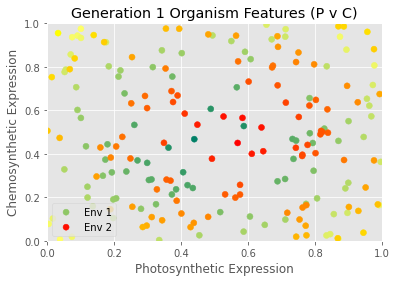 Generation 1 Organism Features (P v C)
Chemosynthetic Expression
1.0
0.8
0.6
0.4
0.2
0.0
Env 1
Env 2
0.0 0.2 0.4 0.6 0.8 1.0
Photosynthetic Expression